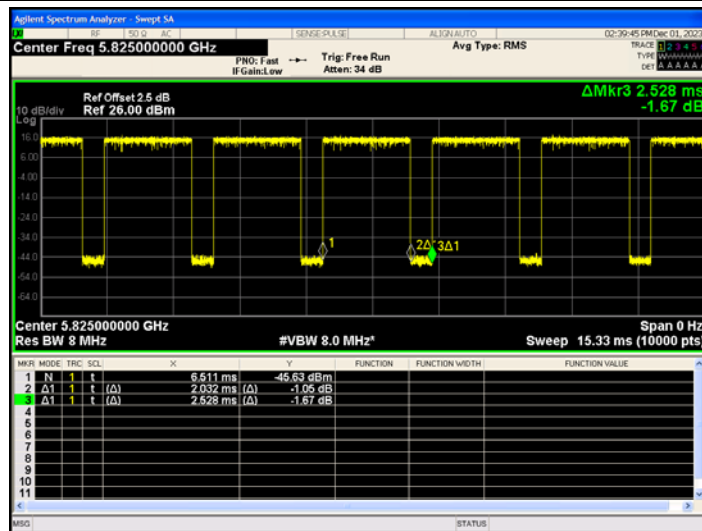 Agilent Spectrum Analyzer - Swept SA
RF 50 Ω AC SENSE:PULSE ALIGN AUTO 02:39:45 PM Dec 01, 2023
Center Freq 5.825000000 GHz Avg Type: RMS TRACE 1 2 3 4 5
PNO: Fast Trig: Free Run TYPE W
IFGain:Low Atten: 34 dB DET A A A A A
ΔMkr3 2.528 ms
Ref Offset 2.5 dB -1.67 dB
10 dB/div Ref 26.00 dBm
Log
16.0
6.00
-4.00
-14.0
-24.0
-34.0
1 2Δ 3Δ1
-44.0
-54.0
-64.0
Center 5.825000000 GHz Span 0 Hz
Res BW 8 MHz #VBW 8.0 MHz* Sweep 15.33 ms (10000 pts)
MKR MODE TRC SCL X Y FUNCTION FUNCTION WIDTH FUNCTION VALUE
1 N 1 t 6.511 ms -45.63 dBm
2 Δ1 1 t (Δ) 2.032 ms (Δ) -1.05 dB
3 Δ1 1 t (Δ) 2.528 ms (Δ) -1.67 dB
4
5
6
7
8
9
10
11
MSG STATUS